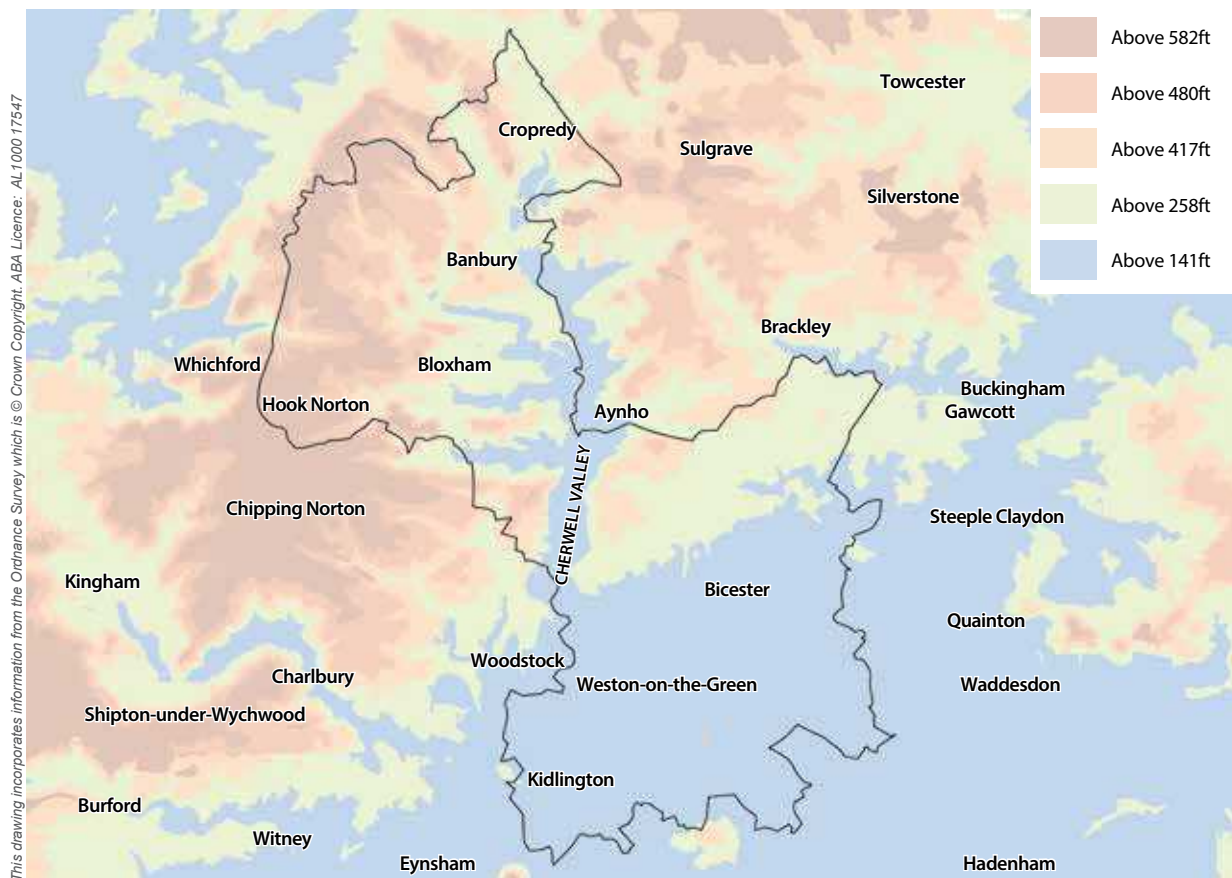 This drawing incorporates information from the Ordnance Survey which is © Crown Copyright. ABA Licence: AL1000 17547
Above 582ft
Above 480ft
Above 417ft
Above 258ft
Above 141ft
Towcester
Cropredy
Sulgrave
Silverstone
Banbury
Brackley
Whichford
Bloxham
Buckingham
Hook Norton
Aynho
Gawcott
CHERWELL VALLEY
Chipping Norton
Steeple Claydon
Kingham
Bicester
Quainton
Woodstock
Charlbury
Weston-on-the-Green
Waddesdon
Shipton-under-Wychwood
Kidlington
Burford
Witney
Eynsham
Hadenham